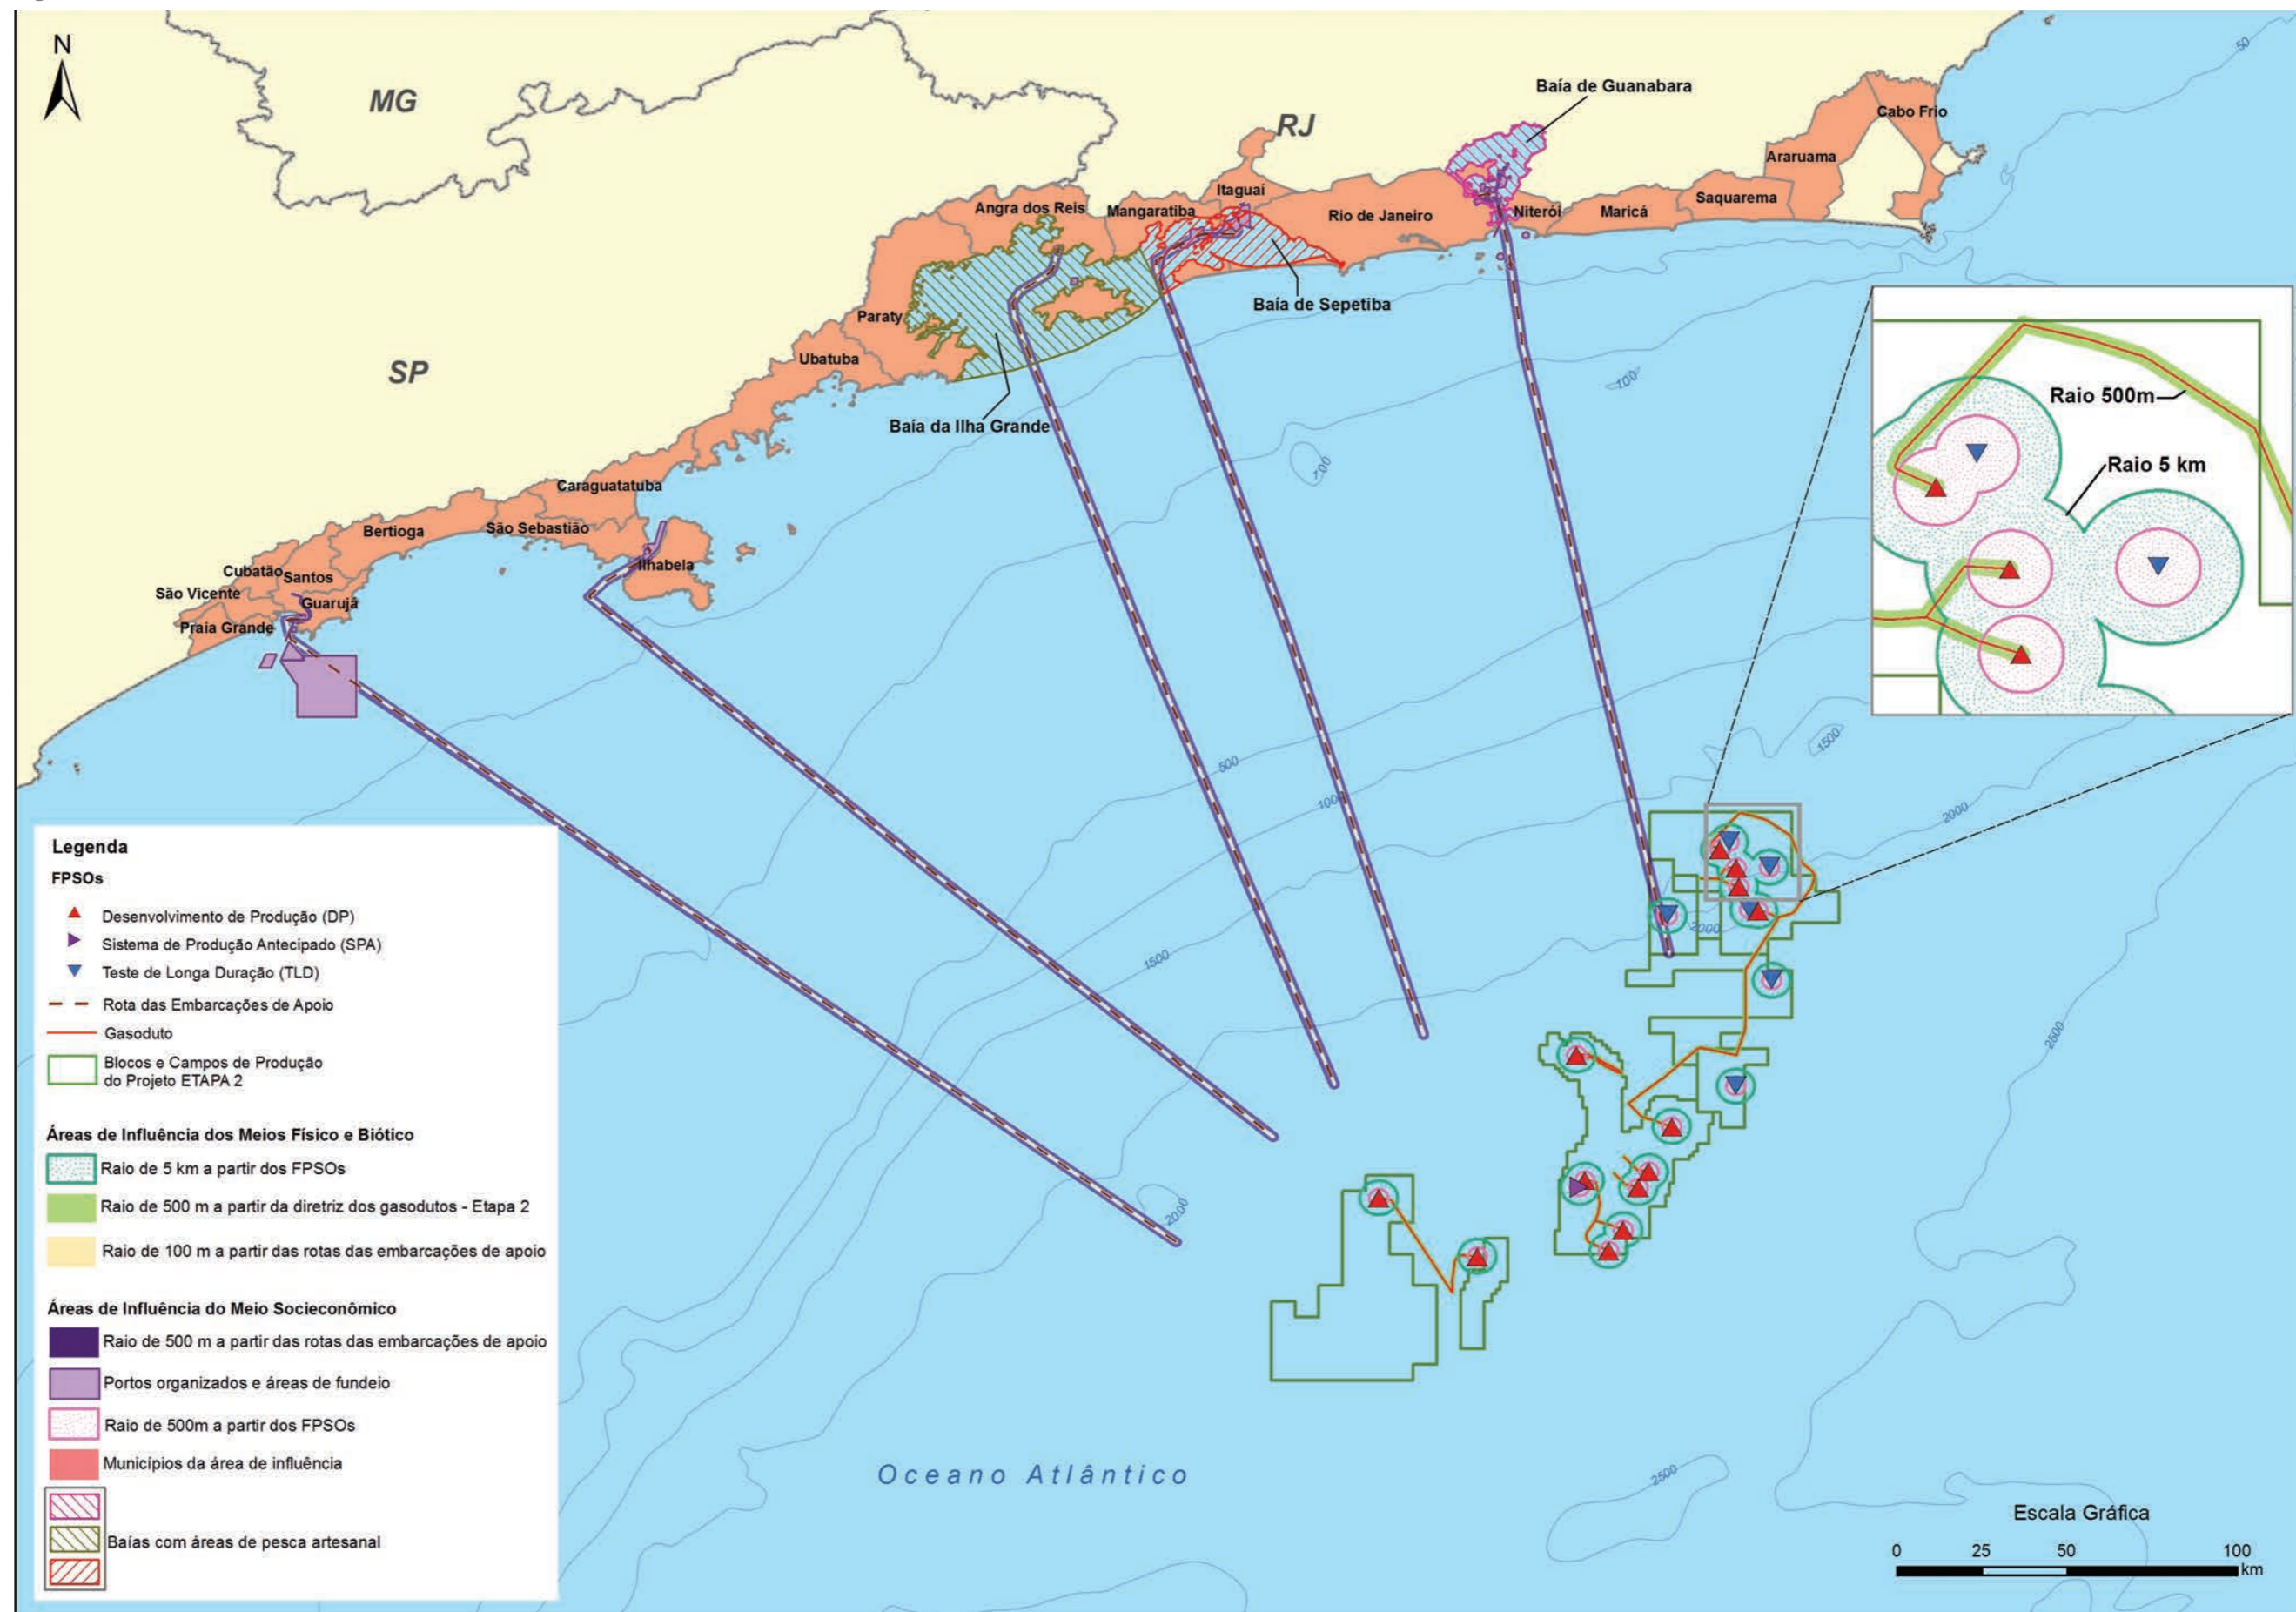 N
MG
RJ
SP
Baía de Guanabara
Cabo Frio
Araruama
Saquarema
Maricá
Niterói
Rio de Janeiro
Itaguaí
Mangaratiba
Angra dos Reis
Baía de Sepetiba
Paraty
Ubatuba
Baía da Ilha Grande
Caraguatatuba
São Sebastião
Ilhabela
Bertioga
Cubatão
Santos
São Vicente
Guarujá
Praia Grande
50
100
100
500
1000
1500
1500
2000
2000
2000
2500
2500
Raio 500m
Raio 5 km
Legenda
FPSOs
Desenvolvimento de Produção (DP)
Sistema de Produção Antecipado (SPA)
Teste de Longa Duração (TLD)
Rota das Embarcações de Apoio
Gasoduto
Blocos e Campos de Produção
do Projeto ETAPA 2
Áreas de Influência dos Meios Físico e Biótico
Raio de 5 km a partir dos FPSOs
Raio de 500 m a partir da diretriz dos gasodutos - Etapa 2
Raio de 100 m a partir das rotas das embarcações de apoio
Áreas de Influência do Meio Socieconômico
Raio de 500 m a partir das rotas das embarcações de apoio
Portos organizados e áreas de fundeio
Raio de 500m a partir dos FPSOs
Municípios da área de influência
Baías com áreas de pesca artesanal
Oceano Atlântico
Escala Gráfica
0 25 50 100
km